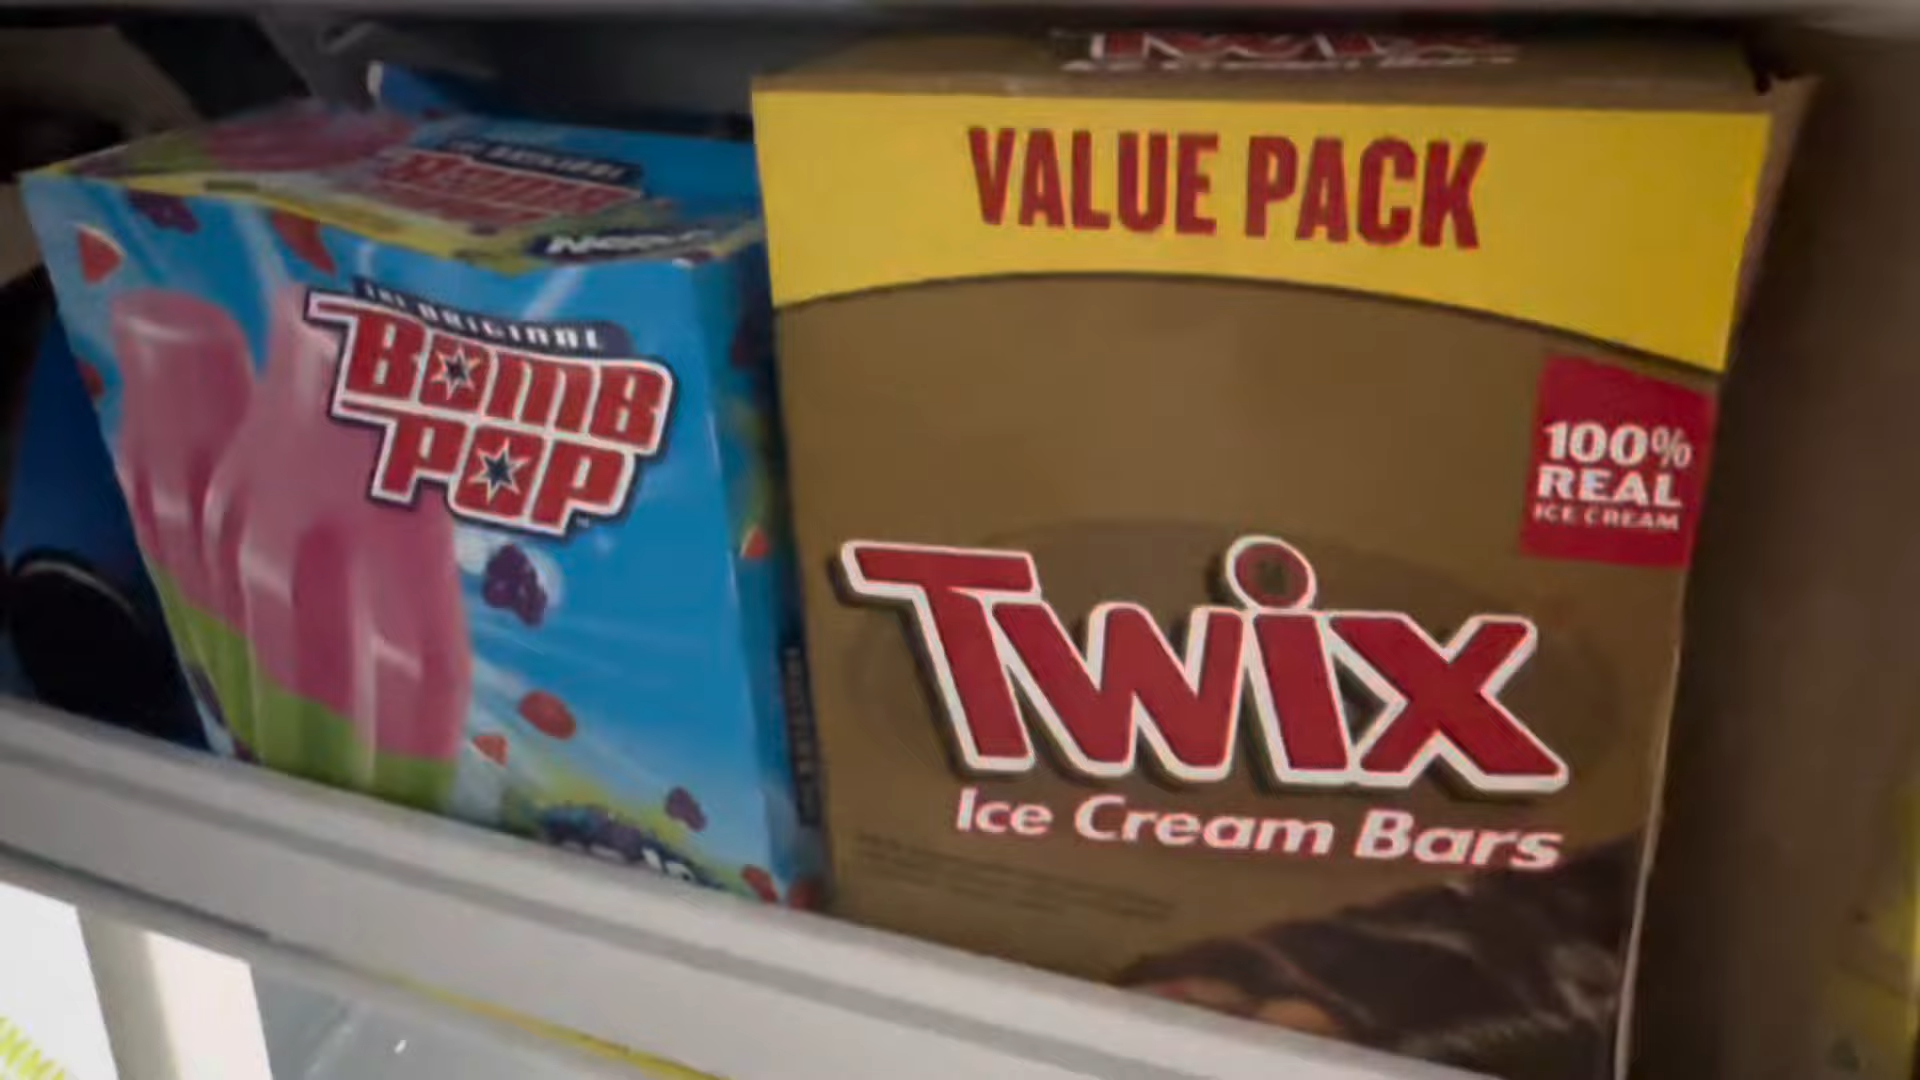 THE ORIGINAL
BOMB
POP
VALUE PACK
100%
REAL
ICE CREAM
Twix
Ice Cream Bars